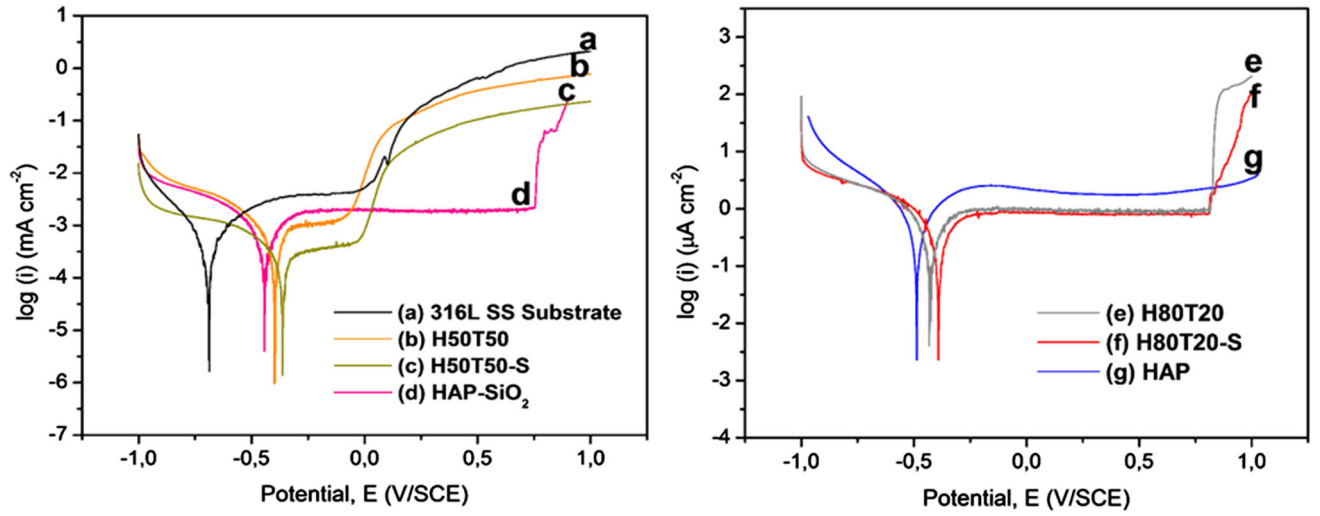 1
0
-1
-2
-3
-4
-5
-6
-7
-1,0 -0,5 0,0 0,5 1,0
log (i) (mA cm-2)
Potential, E (V/SCE)
a
b
c
d
(a) 316L SS Substrate
(b) H50T50
(c) H50T50-S
(d) HAP-SiO2
3
2
1
0
-1
-2
-3
-4
-1,0 -0,5 0,0 0,5 1,0
log (i) (µA cm-2)
Potential, E (V/SCE)
e
f
g
(e) H80T20
(f) H80T20-S
(g) HAP